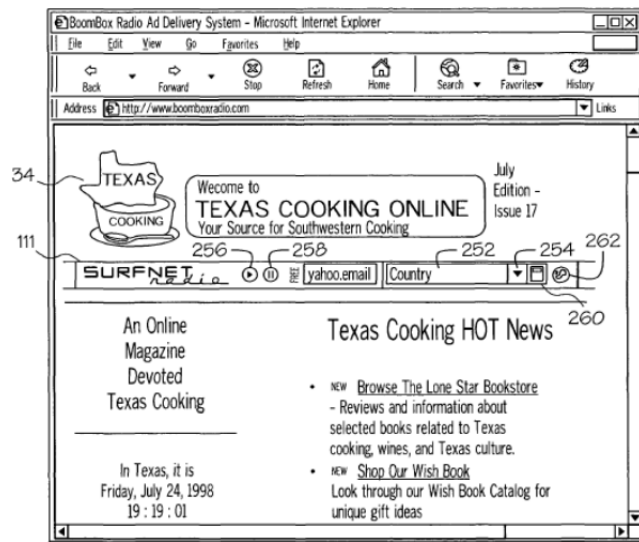 BoomBox Radio Ad Delivery System - Microsoft Internet Explorer
File Edit View Go Favorites Help
Back Forward Stop Refresh Home Search Favorites History
Address http://www.boomboxradio.com Links
34
TEXAS
COOKING
Wecome to
TEXAS COOKING ONLINE
Your Source for Southwestern Cooking
July
Edition -
Issue 17
111
256 258 252 254 262
SURFNET radio FREE yahoo.email Country
260
An Online
Magazine
Devoted
Texas Cooking
In Texas, it is
Friday, July 24, 1998
19 : 19 : 01
Texas Cooking HOT News
• NEW Browse The Lone Star Bookstore
- Reviews and information about
selected books related to Texas
cooking, wines, and Texas culture.
• NEW Shop Our Wish Book
Look through our Wish Book Catalog for
unique gift ideas